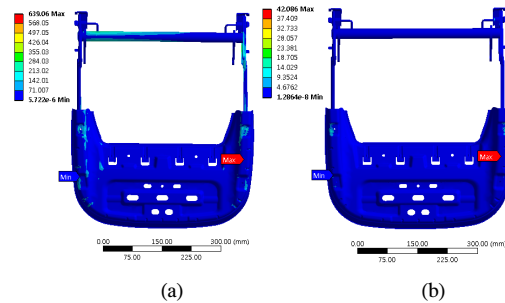 639.06 Max
568.05
497.05
426.04
355.03
284.03
213.02
142.01
71.007
5.722e-6 Min
Max
Min
0.00 150.00 300.00 (mm)
75.00 225.00
(a)
42.086 Max
37.409
32.733
28.057
23.381
18.705
14.029
9.3524
4.6762
1.2864e-8 Min
Max
Min
0.00 150.00 300.00 (mm)
75.00 225.00
(b)